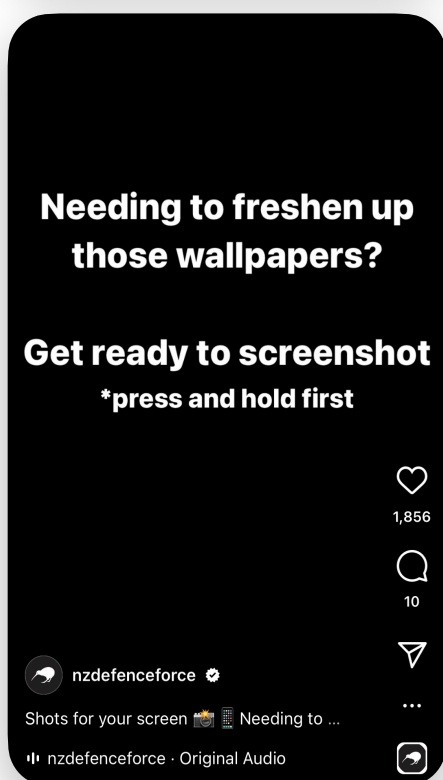 Needing to freshen up
those wallpapers?
Get ready to screenshot
*press and hold first
1,856
10
nzdefenceforce
Shots for your screen 📸📱 Needing to ...
nzdefenceforce · Original Audio